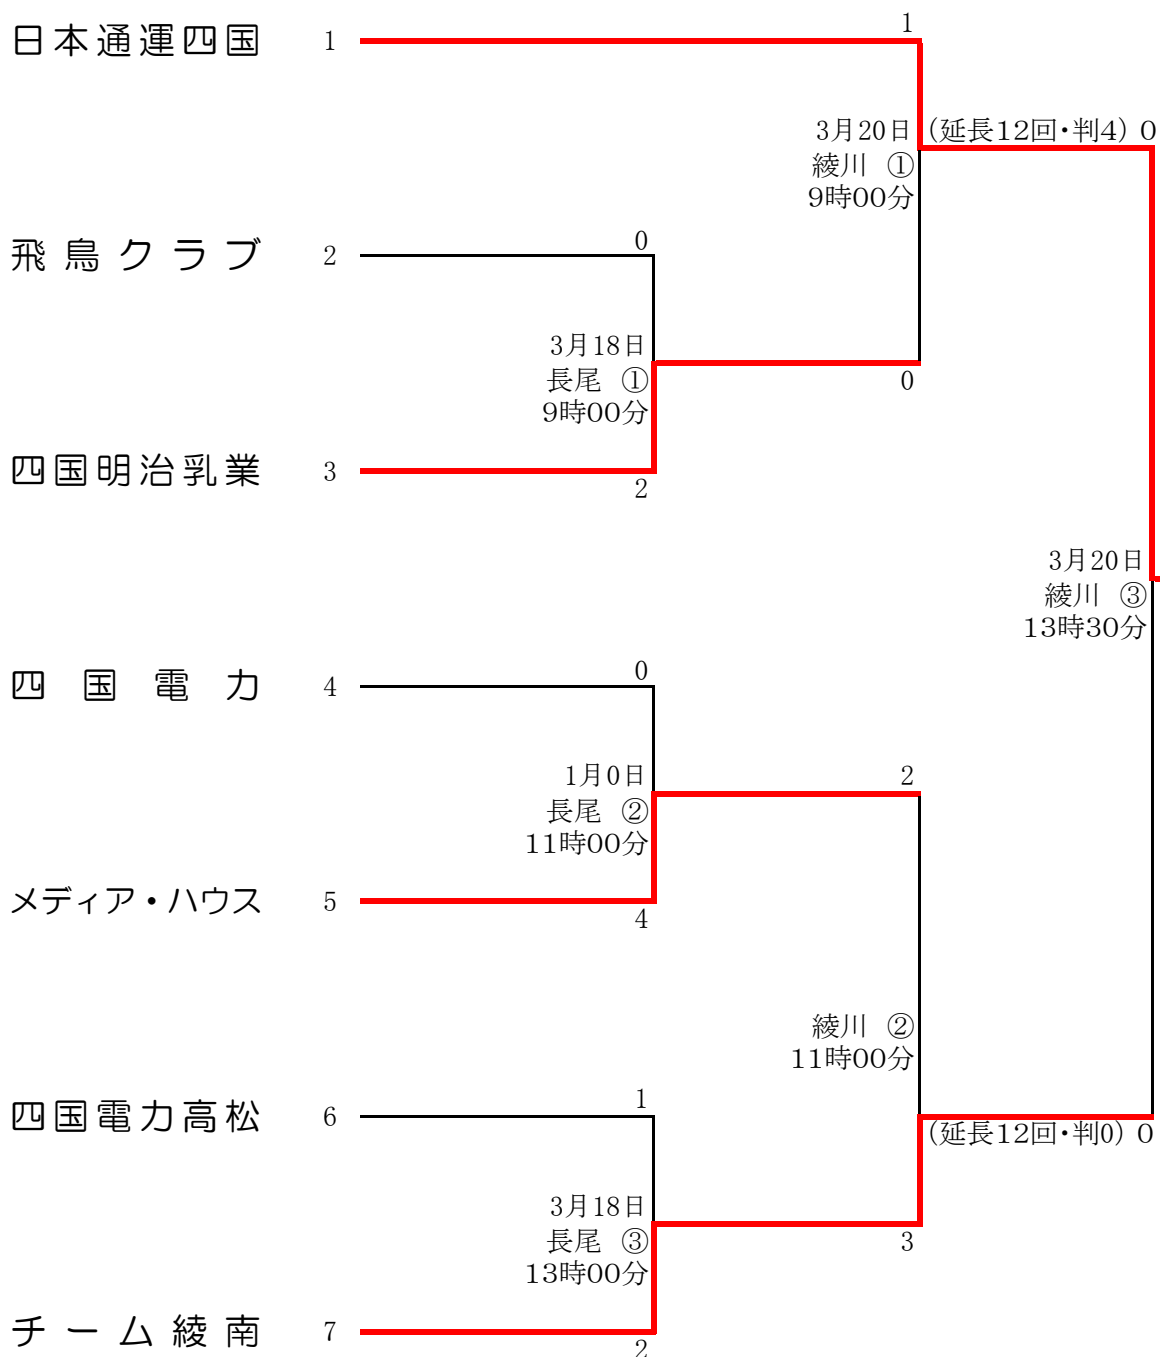 日本通運四国 1
1
3月20日
綾川 ①
9時00分
(延長12回・判4) 0
飛鳥クラブ 2
0
3月18日
長尾 ①
9時00分
0
四国明治乳業 3
2
3月20日
綾川 ③
13時30分
四国電力 4
0
1月0日
長尾 ②
11時00分
2
メディア・ハウス 5
4
綾川 ②
11時00分
四国電力高松 6
1
(延長12回・判0) 0
3月18日
長尾 ③
13時00分
3
チーム綾南 7
2